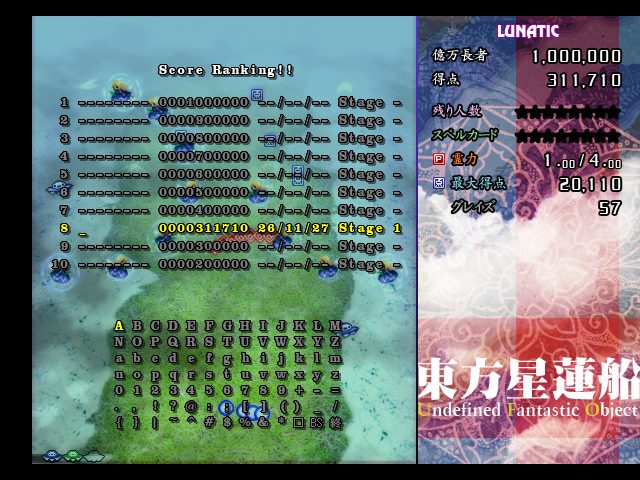 Score Ranking!!
1 -------- 0001000000 --/--/-- Stage -
2 -------- 0000900000 --/--/-- Stage -
3 -------- 0000800000 --/--/-- Stage -
4 -------- 0000700000 --/--/-- Stage -
5 -------- 0000600000 --/--/-- Stage -
6 -------- 0000500000 --/--/-- Stage -
7 -------- 0000400000 --/--/-- Stage -
8 _ 0000311710 26/11/27 Stage 1
9 -------- 0000300000 --/--/-- Stage -
10 -------- 0000200000 --/--/-- Stage -
A B C D E F G H I J K L M
N O P Q R S T U V W X Y Z
a b c d e f g h i j k l m
n o p q r s t u v w x y z
0 1 2 3 4 5 6 7 8 9 + - =
. , ! ? @ : ; [ ] ( ) _ /
{ } | ~ ^ # $ % & * □ BS 終
LUNATIC
億万長者 1,000,000
得点 311,710
残り人数 ★★★★★★★★
スペルカード ★★★★★★★★
P 霊力 1.00/4.00
点 最大得点 20,110
グレイズ 57
東方星蓮船
Undefined Fantastic Object